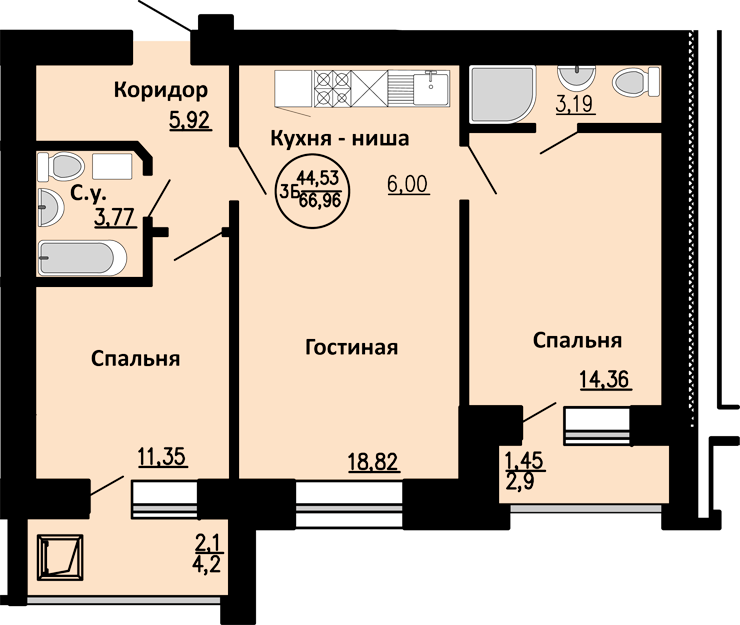 Коридор
5,92
3,19
Кухня - ниша
44,53
3Б
66,96
6,00
С.у.
3,77
Спальня
Гостиная
Спальня
14,36
11,35
18,82
1,45
2,9
2,1
4,2